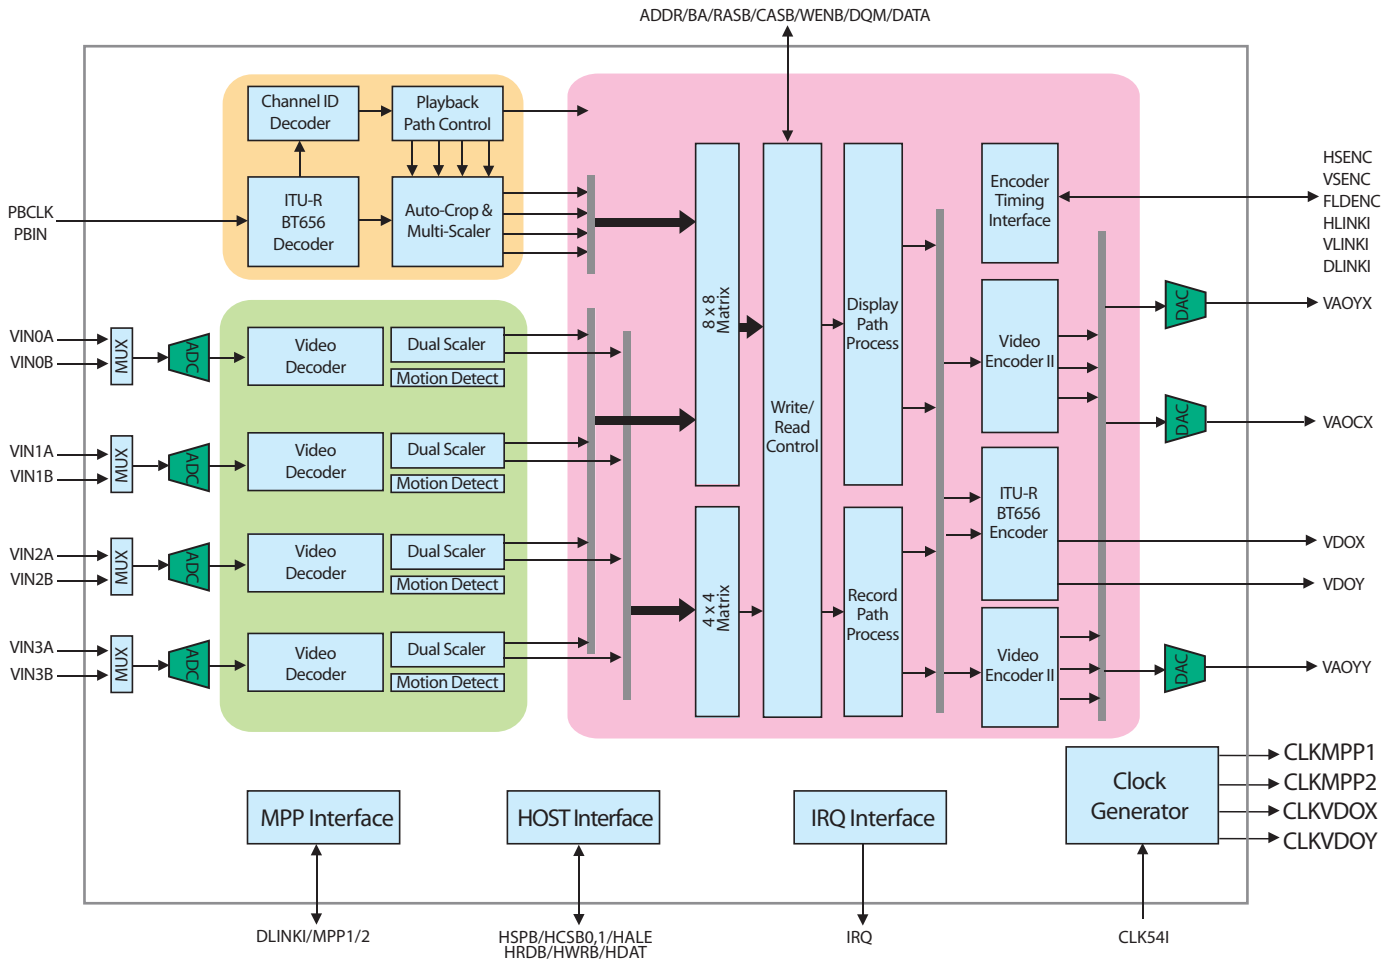 ADDR/BA/RASB/CASB/WENB/DQM/DATA
Channel ID
Decoder
Playback
Path Control
ITU-R
BT656
Decoder
Auto-Crop &
Multi-Scaler
PBCLK
PBIN
VIN0A
VIN0B
MUX
ADC
Video
Decoder
Dual Scaler
Motion Detect
VIN1A
VIN1B
MUX
ADC
Video
Decoder
Dual Scaler
Motion Detect
VIN2A
VIN2B
MUX
ADC
Video
Decoder
Dual Scaler
Motion Detect
VIN3A
VIN3B
MUX
ADC
Video
Decoder
Dual Scaler
Motion Detect
8 x 8
Matrix
4 x 4
Matrix
Write/
Read
Control
Display
Path
Process
Record
Path
Process
Encoder
Timing
Interface
Video
Encoder II
ITU-R
BT656
Encoder
Video
Encoder II
DAC
DAC
DAC
HSENC
VSENC
FLDENC
HLINKI
VLINKI
DLINKI
VAOYX
VAOCX
VDOX
VDOY
VAOYY
MPP Interface
HOST Interface
IRQ Interface
Clock
Generator
CLKMPP1
CLKMPP2
CLKVDOX
CLKVDOY
DLINKI/MPP1/2
HSPB/HCSB0,1/HALE
HRDB/HWRB/HDAT
IRQ
CLK54I